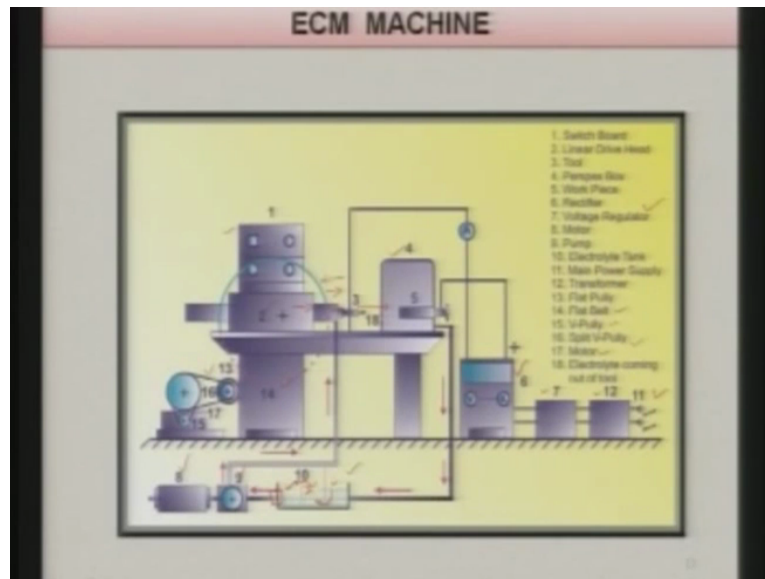 ECM MACHINE
1. Switch Board
2. Linear Drive Head
3. Tool
4. Perspex Box
5. Work Piece
6. Rectifier
7. Voltage Regulator
8. Motor
9. Pump
10. Electrolyte Tank
11. Main Power Supply
12. Transformer
13. Flat Pully
14. Flat Belt
15. V-Pully
16. Split V-Pully
17. Motor
18. Electrolyte coming
out of tool
1
A
4
3
5
2 +
18
+
13
6
16
14
7
12
11
17
15
8
9
10